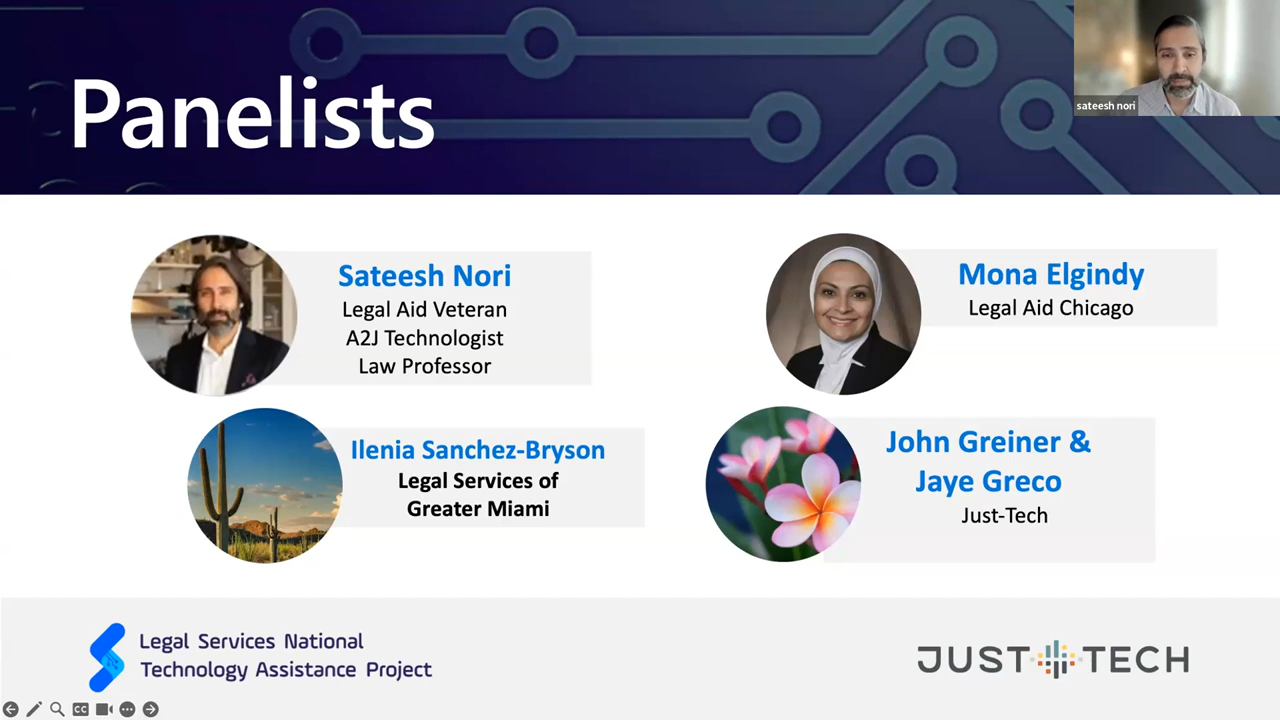 Panelists
sateesh nori
Sateesh Nori
Legal Aid Veteran
A2J Technologist
Law Professor
Mona Elgindy
Legal Aid Chicago
Ilenia Sanchez-Bryson
Legal Services of
Greater Miami
John Greiner &
Jaye Greco
Just-Tech
Legal Services National
Technology Assistance Project
JUST TECH
CC